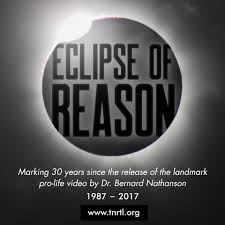 ECLIPSE OF
REASON
Marking 30 years since the release of the landmark
pro-life video by Dr. Bernard Nathanson
1987 – 2017
www.tnrtl.org